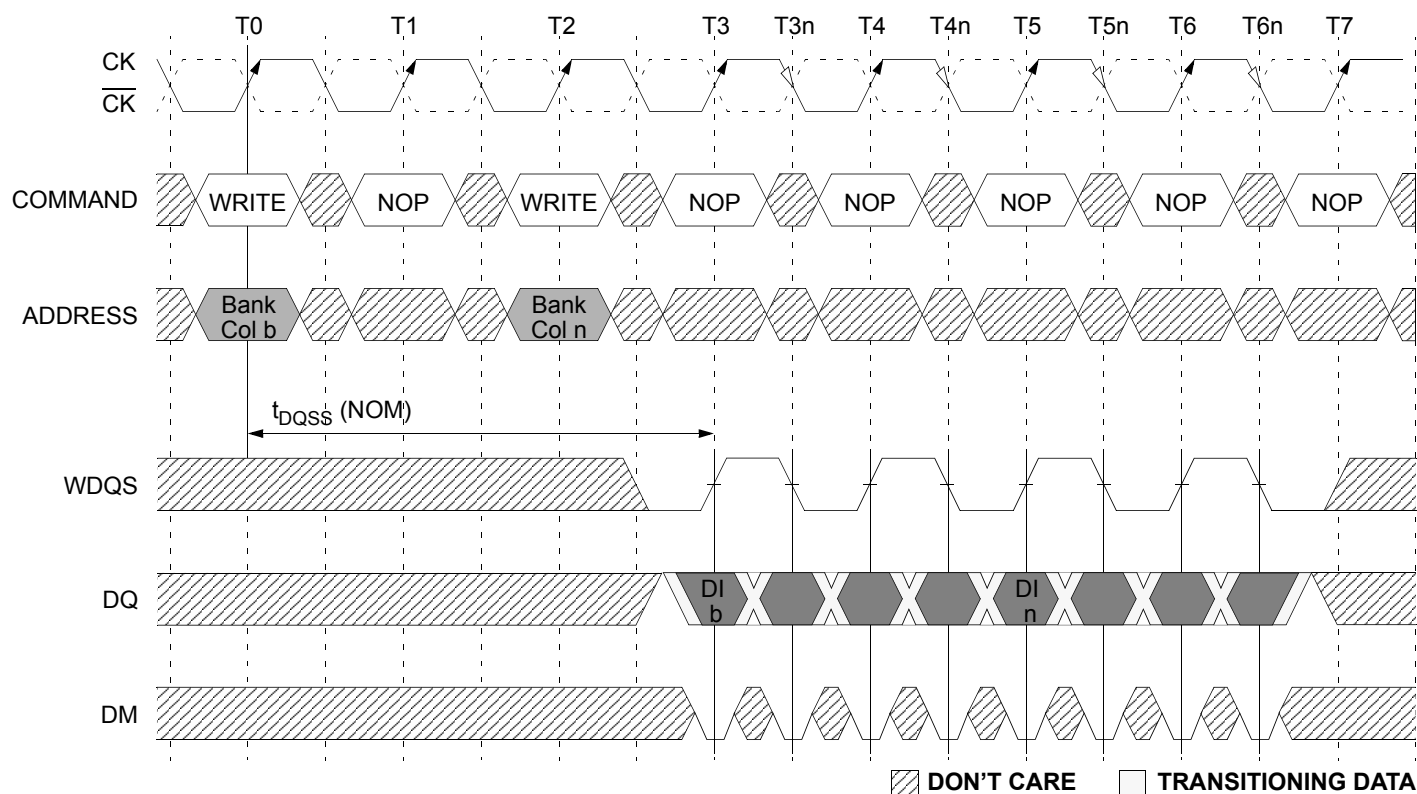 T0 T1 T2 T3 T3n T4 T4n T5 T5n T6 T6n T7
CK
CK
COMMAND WRITE NOP WRITE NOP NOP NOP NOP NOP
ADDRESS Bank Col b Bank Col n
tDQSS (NOM)
WDQS
DQ DI b DI n
DM
DON'T CARE TRANSITIONING DATA